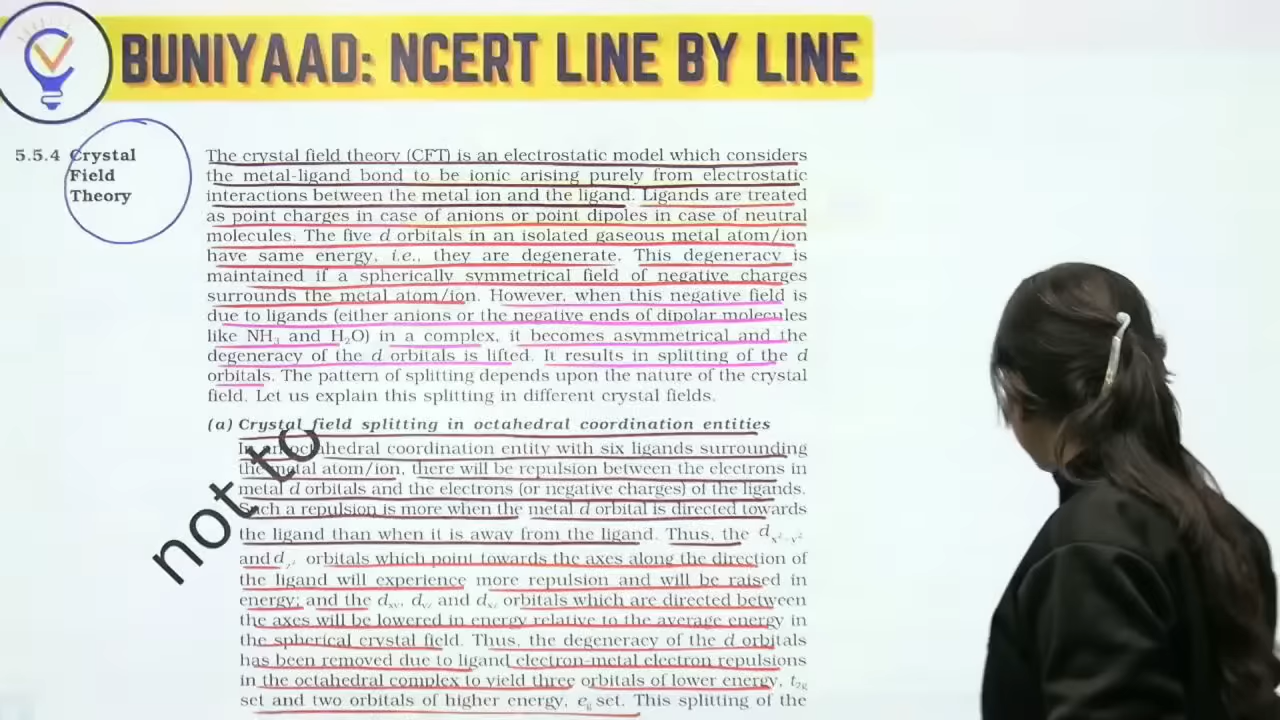 BUNIYAAD: NCERT LINE BY LINE
5.5.4 Crystal
Field
Theory
The crystal field theory (CFT) is an electrostatic model which considers
the metal-ligand bond to be ionic arising purely from electrostatic
interactions between the metal ion and the ligand. Ligands are treated
as point charges in case of anions or point dipoles in case of neutral
molecules. The five d orbitals in an isolated gaseous metal atom/ion
have same energy, i.e., they are degenerate. This degeneracy is
maintained if a spherically symmetrical field of negative charges
surrounds the metal atom/ion. However, when this negative field is
due to ligands (either anions or the negative ends of dipolar molecules
like NH₃ and H₂O) in a complex, it becomes asymmetrical and the
degeneracy of the d orbitals is lifted. It results in splitting of the d
orbitals. The pattern of splitting depends upon the nature of the crystal
field. Let us explain this splitting in different crystal fields.
(a) Crystal field splitting in octahedral coordination entities
In an octahedral coordination entity with six ligands surrounding
the metal atom/ion, there will be repulsion between the electrons in
metal d orbitals and the electrons (or negative charges) of the ligands.
Such a repulsion is more when the metal d orbital is directed towards
the ligand than when it is away from the ligand. Thus, the dx²-y²
and dz² orbitals which point towards the axes along the direction of
the ligand will experience more repulsion and will be raised in
energy; and the dxy, dyz and dxz orbitals which are directed between
the axes will be lowered in energy relative to the average energy in
the spherical crystal field. Thus, the degeneracy of the d orbitals
has been removed due to ligand electron-metal electron repulsions
in the octahedral complex to yield three orbitals of lower energy, t2g
set and two orbitals of higher energy, eg set. This splitting of the
not to